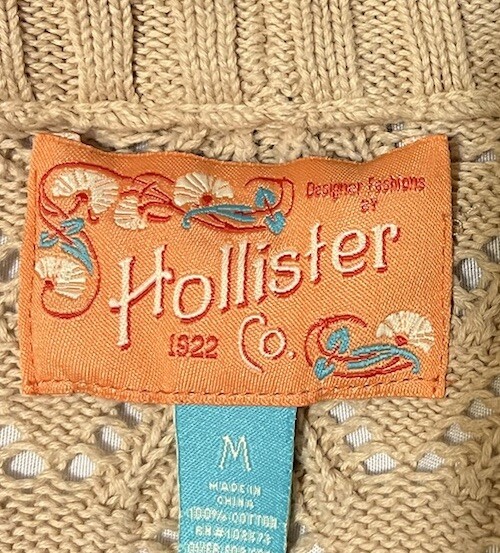 Designer Fashions
BY
Hollister
1922 Co.
M
MADE IN
CHINA
100% COTTON